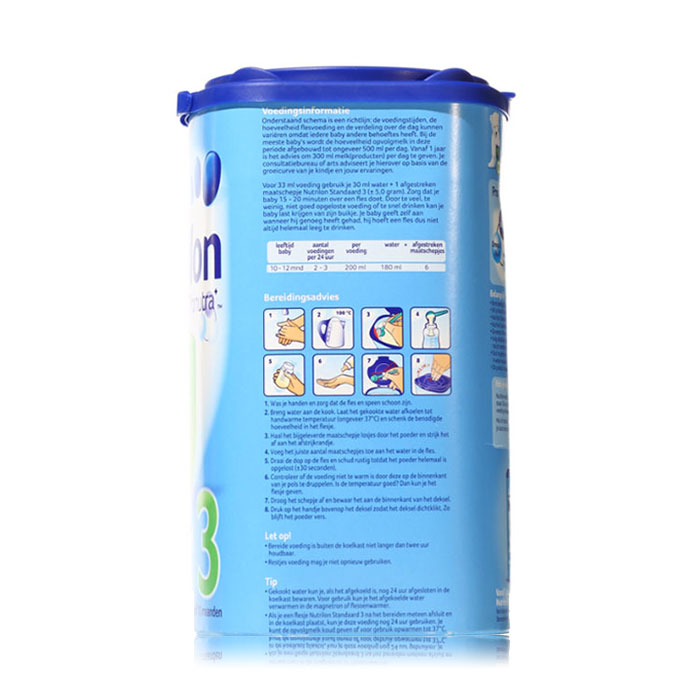 Voedingsinformatie
Onderstaand schema is een richtlijn: de voedingstijden, de
hoeveelheid flesvoeding en de verdeling over de dag kunnen
variëren omdat iedere baby andere behoeftes heeft. Bij de
meeste baby's wordt de hoeveelheid opvolgmelk in deze
periode afgebouwd tot ongeveer 500 ml per dag. Vanaf 1 jaar
is het advies om 300 ml melk(producten) per dag te geven. Je
consultatiebureau of arts adviseert je hierover op basis van de
groeicurve van je kindje en jouw ervaringen.
Voor 33 ml voeding gebruik je 30 ml water + 1 afgestreken
maatschepje Nutrilon Standaard 3 (± 5,0 gram). Zorg dat je
baby 15 - 20 minuten over een fles doet. Door te veel, te
weinig, niet goed opgeloste voeding of te snel drinken kan je
baby last krijgen van zijn buikje. Je baby geeft zelf aan
wanneer hij genoeg heeft gehad, hij hoeft een fles dus niet
altijd helemaal leeg te drinken.
leeftijd baby aantal voedingen per 24 uur per voeding water + afgestreken maatschepjes
10-12 mnd 2-3 200 ml 180 ml 6
Bereidingsadvies
1 2 100°C 3 4
5 6 7 8
1. Was je handen en zorg dat de fles en speen schoon zijn.
2. Breng water aan de kook. Laat het gekookte water afkoelen tot
handwarme temperatuur (ongeveer 37°C) en schenk de benodigde
hoeveelheid in het flesje.
3. Haal het bijgeleverde maatschepje losjes door het poeder en strijk het
af aan het afstrijkrandje.
4. Voeg het juiste aantal maatschepjes toe aan het water in de fles.
5. Draai de dop op de fles en schud rustig totdat het poeder helemaal is
opgelost (±30 seconden).
6. Controleer of de voeding niet te warm is door deze op de binnenkant
van je pols te druppelen. Is de temperatuur goed? Dan kun je het
flesje geven.
7. Droog het schepje af en bewaar het aan de binnenkant van het deksel.
8. Druk op het handje bovenop het deksel zodat het deksel dichtklikt. Zo
blijft het poeder vers.
Let op!
• Bereide voeding is buiten de koelkast niet langer dan twee uur
houdbaar.
• Restjes voeding mag je niet opnieuw gebruiken.
Tip
• Gekookt water kun je, als het afgekoeld is, nog 24 uur afgesloten in de
koelkast bewaren. Voor gebruik kun je het afgekoelde water
verwarmen in de magnetron of flessenwarmer.
• Als je een flesje Nutrilon Standaard 3 na het bereiden meteen afsluit en
in de koelkast plaatst, kun je deze voeding nog 24 uur gebruiken. Je
kunt de opvolgmelk koud geven of voor gebruik opwarmen tot 37°C
on
utra+™
3
maanden